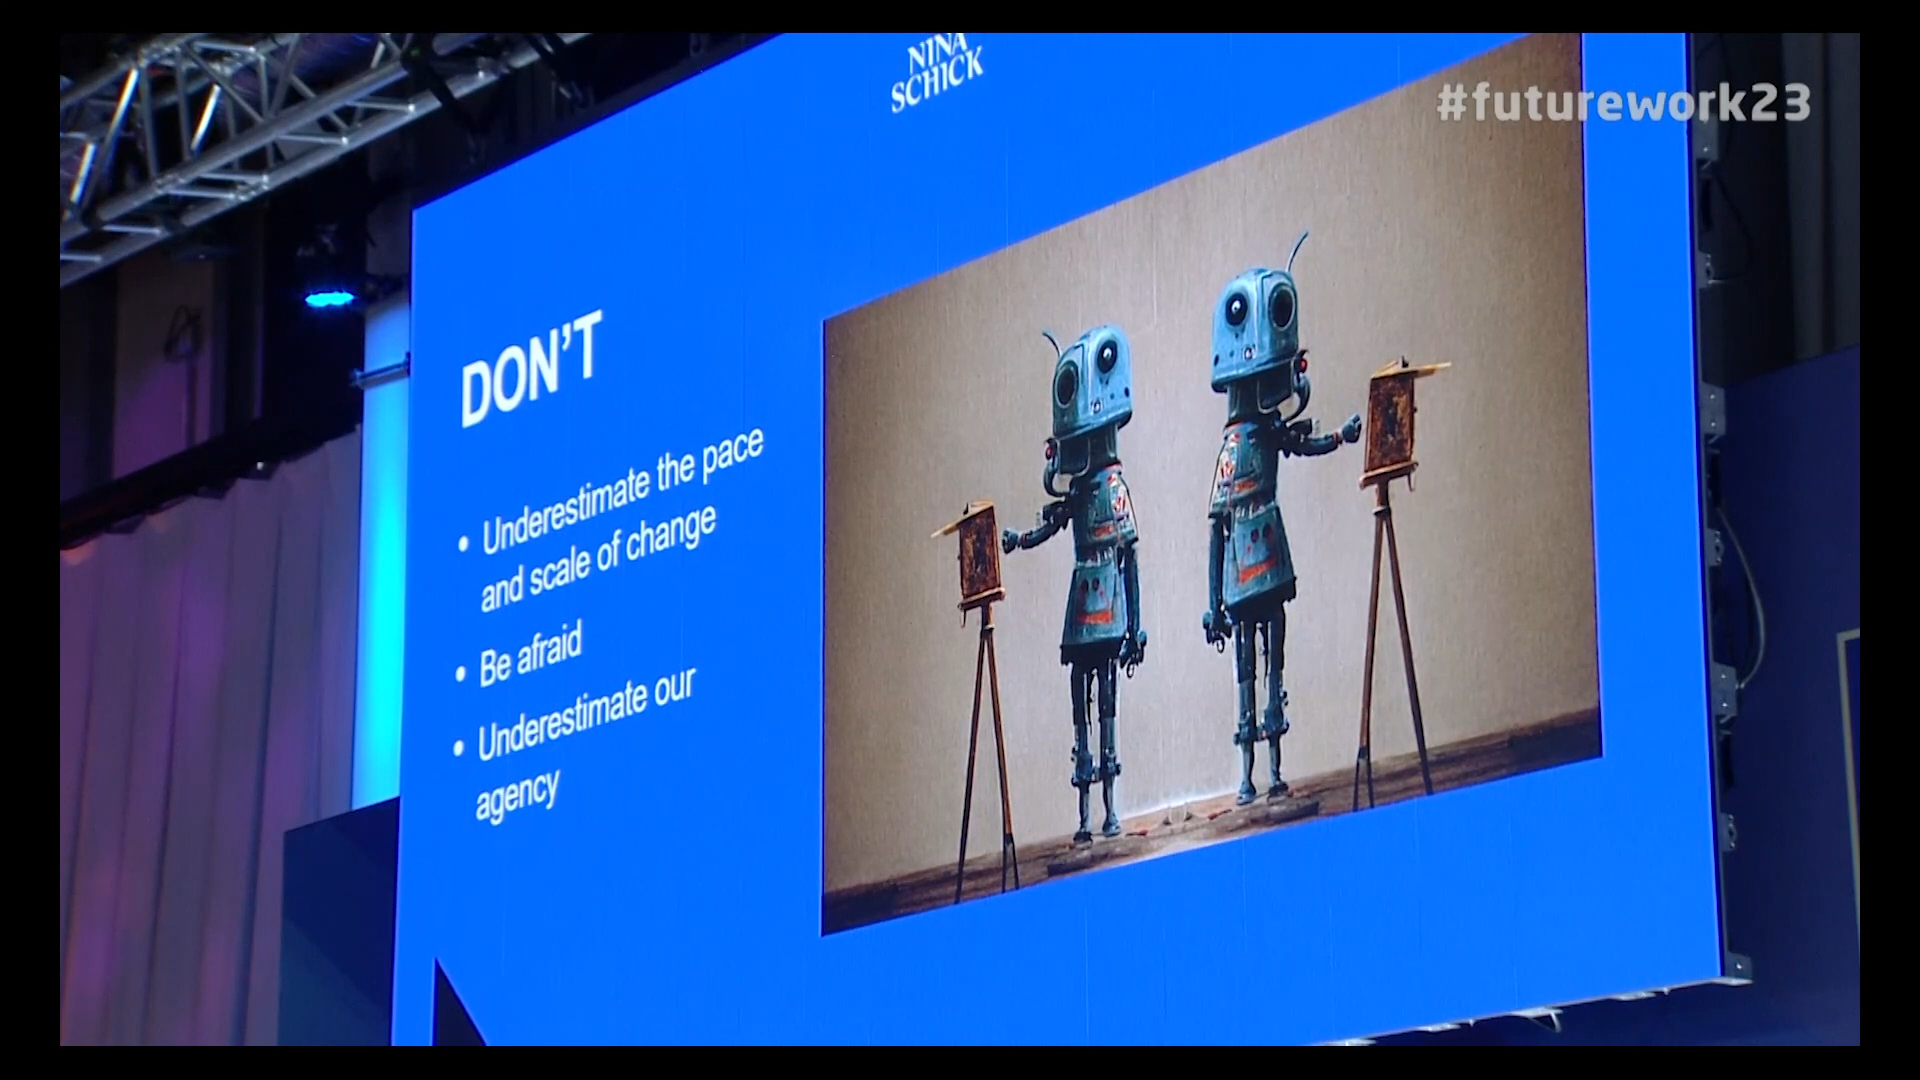 NINA
SCHICK
#futurework23
DON'T
• Underestimate the pace
and scale of change
• Be afraid
• Underestimate our
agency